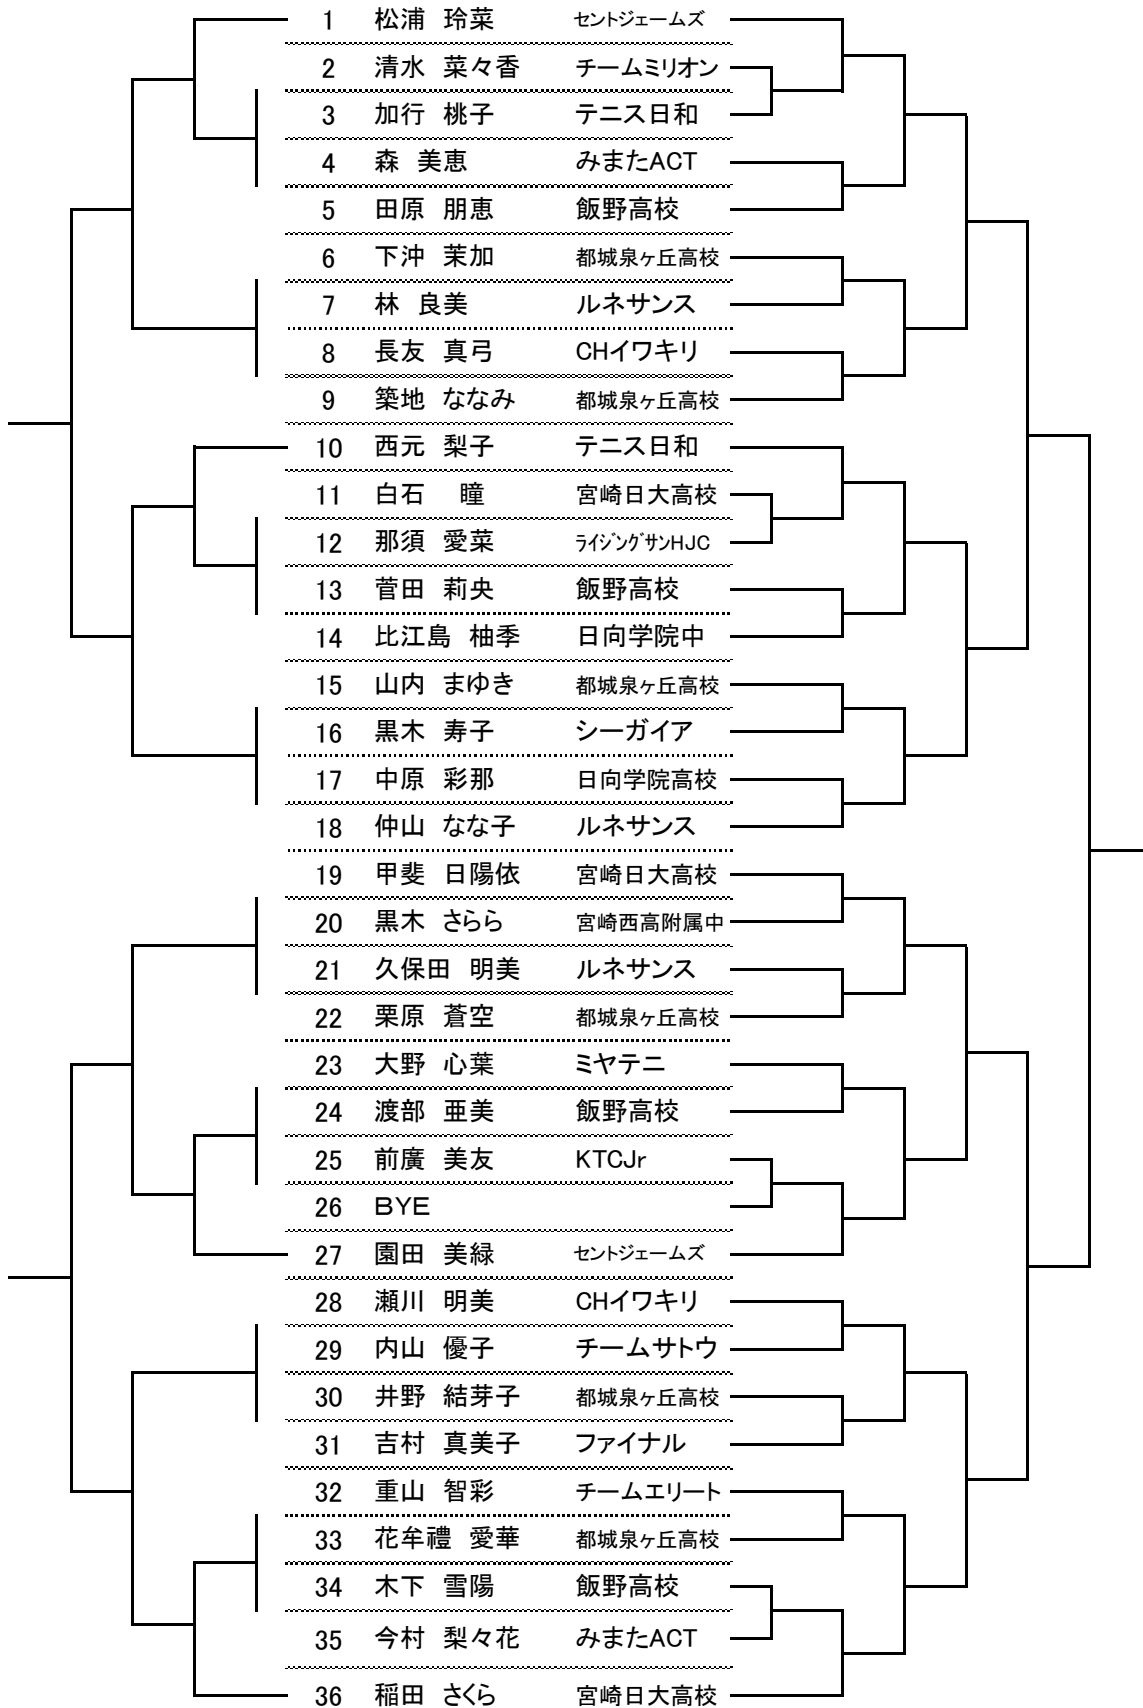 1 松浦 玲菜 セントジェームズ
2 清水 菜々香 チームミリオン
3 加行 桃子 テニス日和
4 森 美恵 みまたACT
5 田原 朋恵 飯野高校
6 下沖 茉加 都城泉ヶ丘高校
7 林 良美 ルネサンス
8 長友 真弓 CHイワキリ
9 築地 ななみ 都城泉ヶ丘高校
10 西元 梨子 テニス日和
11 白石 瞳 宮崎日大高校
12 那須 愛菜 ライジングサンHJC
13 菅田 莉央 飯野高校
14 比江島 柚季 日向学院中
15 山内 まゆき 都城泉ヶ丘高校
16 黒木 寿子 シーガイア
17 中原 彩那 日向学院高校
18 仲山 なな子 ルネサンス
19 甲斐 日陽依 宮崎日大高校
20 黒木 さらら 宮崎西高附属中
21 久保田 明美 ルネサンス
22 栗原 蒼空 都城泉ヶ丘高校
23 大野 心葉 ミヤテニ
24 渡部 亜美 飯野高校
25 前廣 美友 KTCJr
26 BYE
27 園田 美緑 セントジェームズ
28 瀬川 明美 CHイワキリ
29 内山 優子 チームサトウ
30 井野 結芽子 都城泉ヶ丘高校
31 吉村 真美子 ファイナル
32 重山 智彩 チームエリート
33 花牟禮 愛華 都城泉ヶ丘高校
34 木下 雪陽 飯野高校
35 今村 梨々花 みまたACT
36 稲田 さくら 宮崎日大高校